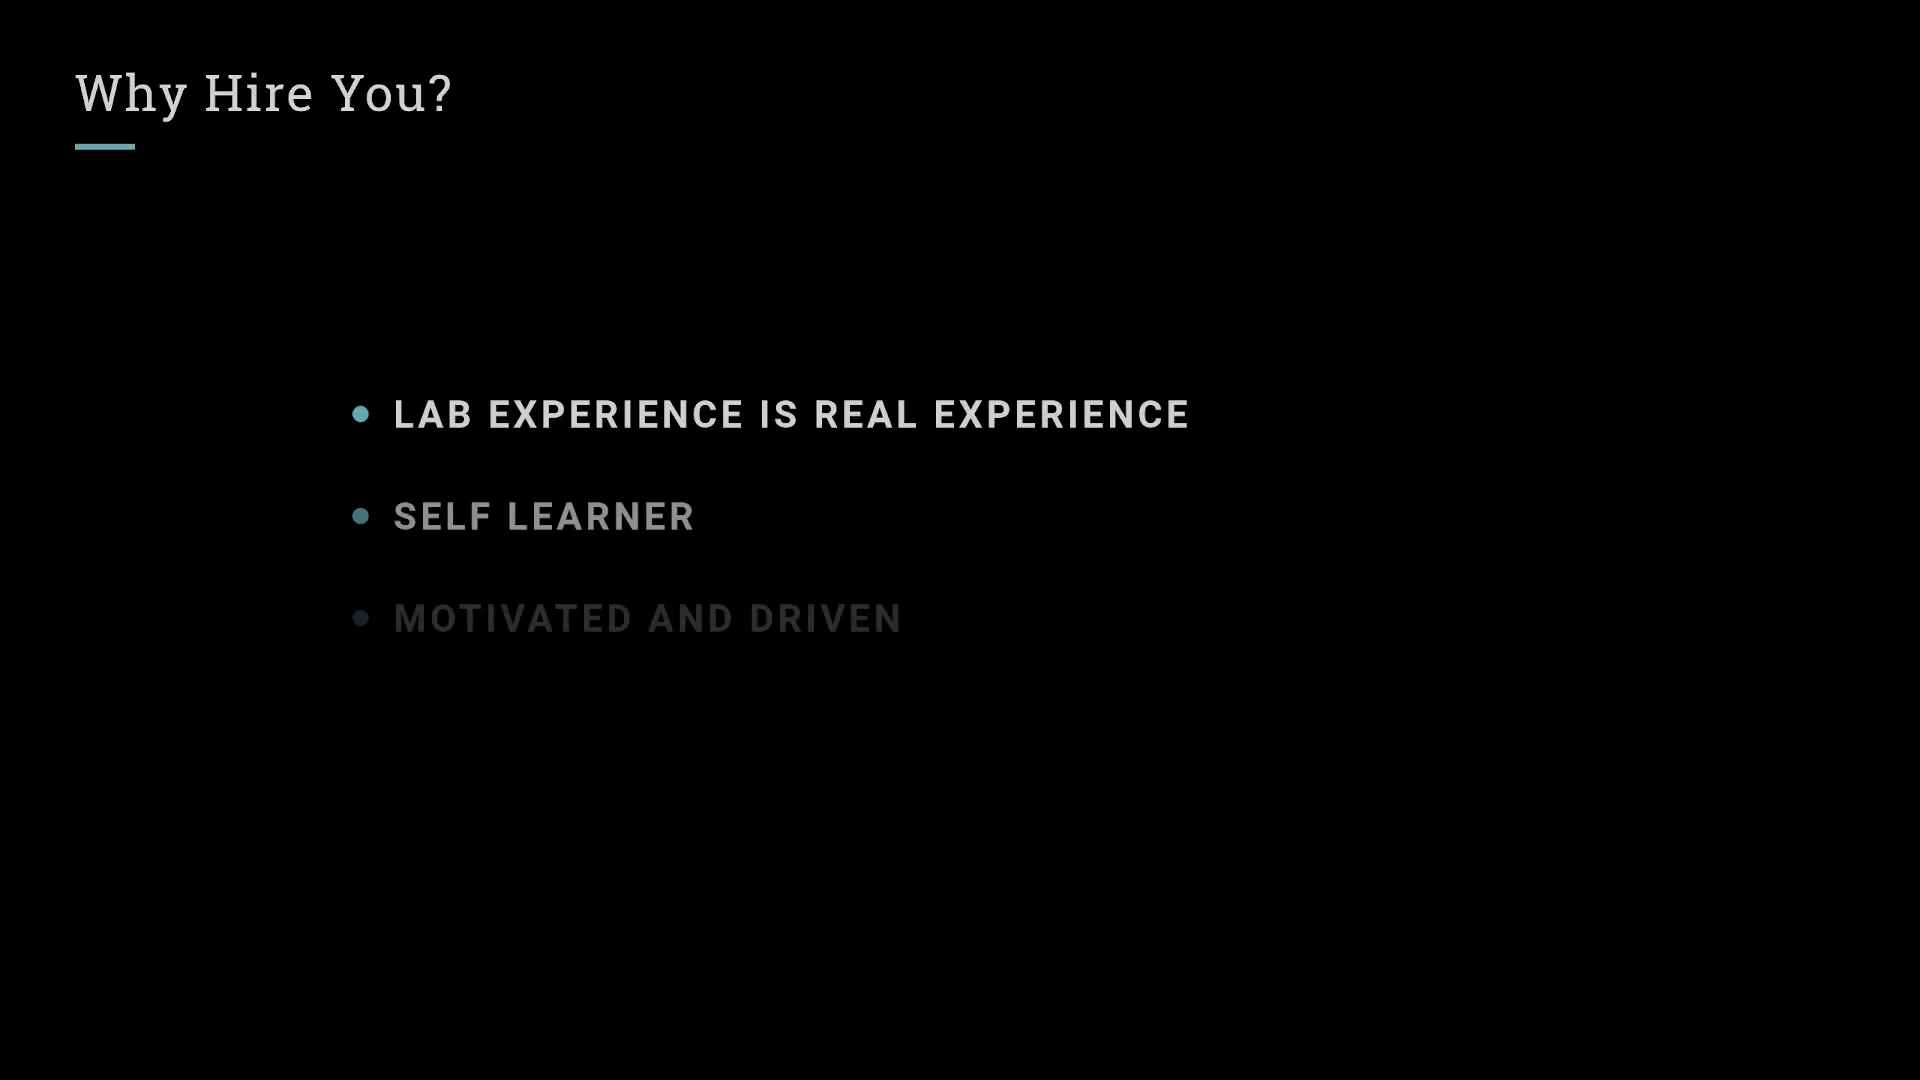 Why Hire You?
LAB EXPERIENCE IS REAL EXPERIENCE
SELF LEARNER
MOTIVATED AND DRIVEN